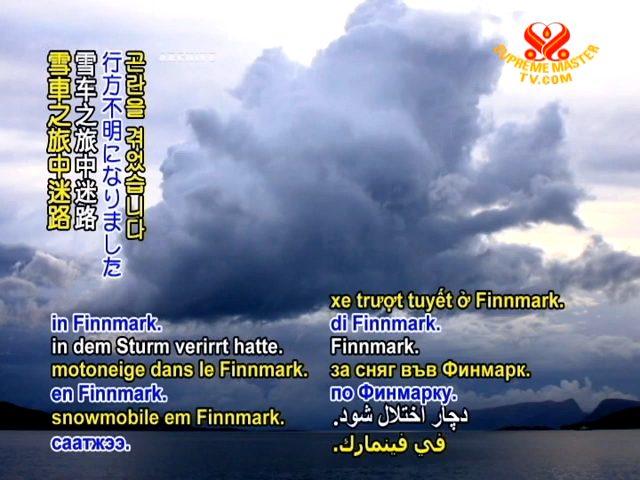 雪車之旅中迷路
雪车之旅中迷路
行方不明になりました
곤란을 겪었습니다
SUPREME MASTER
TV.COM
in Finnmark.
in dem Sturm verirrt hatte.
motoneige dans le Finnmark.
en Finnmark.
snowmobile em Finnmark.
саатжээ.
xe trượt tuyết ở Finnmark.
di Finnmark.
Finnmark.
за сняг във Финмарк.
по Финмарку.
دچار اختلال شود.
في فينمارك.